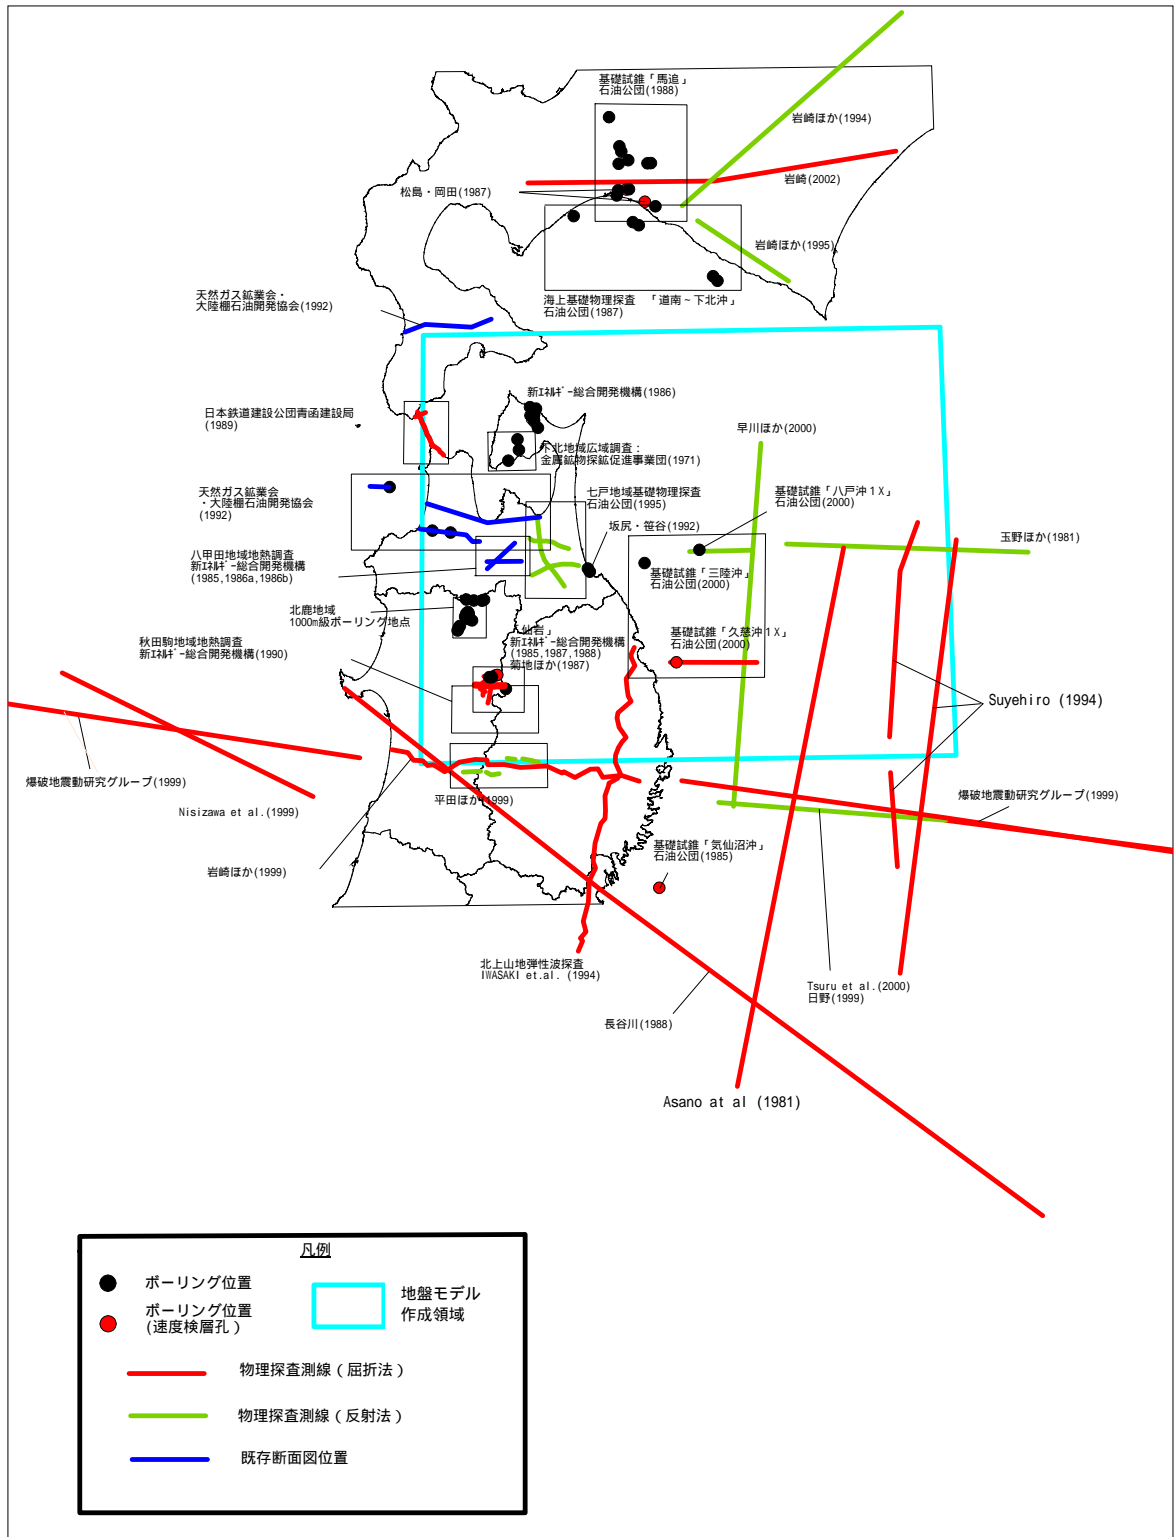 基礎試錐「馬追」
石油公団(1988)
岩崎ほか(1994)
岩崎(2002)
松島・岡田(1987)
岩崎ほか(1995)
天然ガス鉱業会・
大陸棚石油開発協会(1992)
海上基礎物理探査 「道南~下北沖」
石油公団(1987)
新エネルギー総合開発機構(1986)
日本鉄道建設公団青函建設局
(1989)
早川ほか(2000)
下北地域広域調査:
金属鉱物探鉱促進事業団(1971)
天然ガス鉱業会
・大陸棚石油開発協会
(1992)
七戸地域基礎物理探査
石油公団(1995)
基礎試錐「八戸沖1X」
石油公団(2000)
坂尻・笹谷(1992)
玉野ほか(1981)
八甲田地域地熱調査
新エネルギー総合開発機構
(1985,1986a,1986b)
基礎試錐「三陸沖」
石油公団(2000)
北鹿地域
1000m級ボーリング地点
秋田駒地域地熱調査
新エネルギー総合開発機構(1990)
「仙岩」
新エネルギー総合開発機構
(1985,1987,1988)
菊地ほか(1987)
基礎試錐「久慈沖1X」
石油公団(2000)
Suyehiro (1994)
爆破地震動研究グループ(1999)
Nisizawa et al.(1999)
平田ほか(1999)
爆破地震動研究グループ(1999)
岩崎ほか(1999)
基礎試錐「気仙沼沖」
石油公団(1985)
北上山地弾性波探査
IWASAKI et.al. (1994)
Tsuru et al.(2000)
日野(1999)
長谷川(1988)
Asano at al (1981)
凡例
ボーリング位置
地盤モデル
作成領域
ボーリング位置
(速度検層孔)
物理探査測線(屈折法)
物理探査測線(反射法)
既存断面図位置